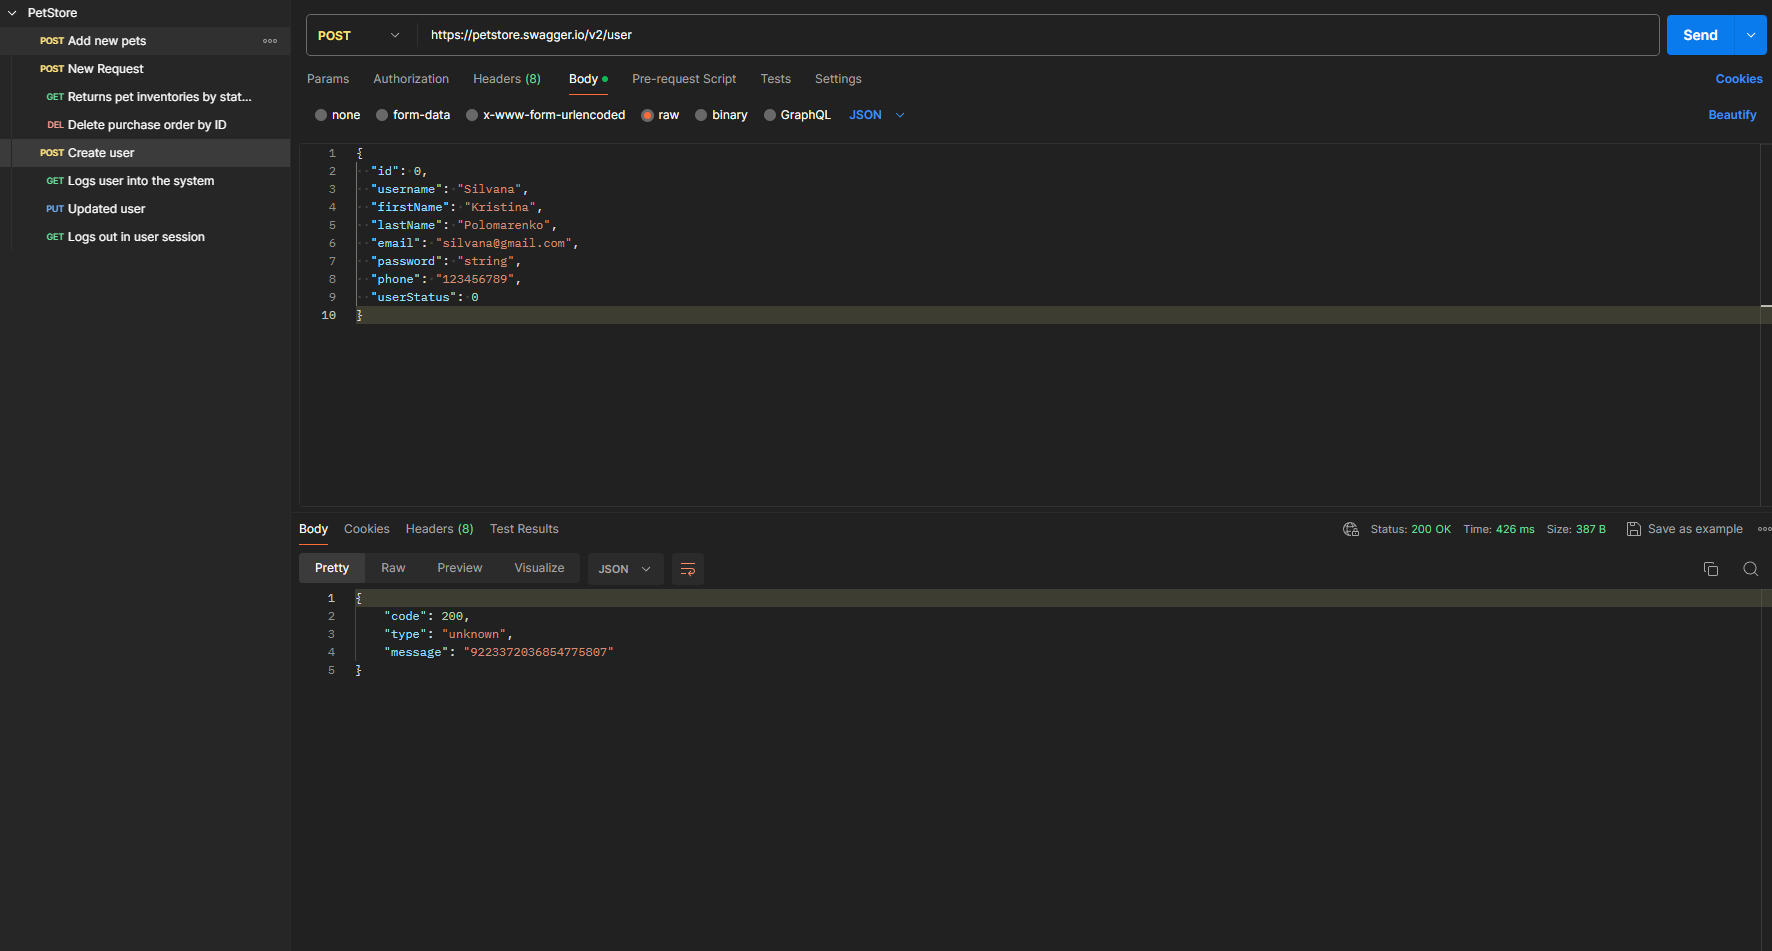 PetStore
POST Add new pets
POST New Request
GET Returns pet inventories by stat...
DEL Delete purchase order by ID
POST Create user
GET Logs user into the system
PUT Updated user
GET Logs out in user session
POST https://petstore.swagger.io/v2/user Send
Params Authorization Headers (8) Body Pre-request Script Tests Settings Cookies
none form-data x-www-form-urlencoded raw binary GraphQL JSON Beautify
1 {
2 "id": 0,
3 "username": "Silvana",
4 "firstName": "Kristina",
5 "lastName": "Polomarenko",
6 "email": "silvana@gmail.com",
7 "password": "string",
8 "phone": "123456789",
9 "userStatus": 0
10 }
Body Cookies Headers (8) Test Results Status: 200 OK Time: 426 ms Size: 387 B Save as example
Pretty Raw Preview Visualize JSON
1 {
2 "code": 200,
3 "type": "unknown",
4 "message": "9223372036854775807"
5 }